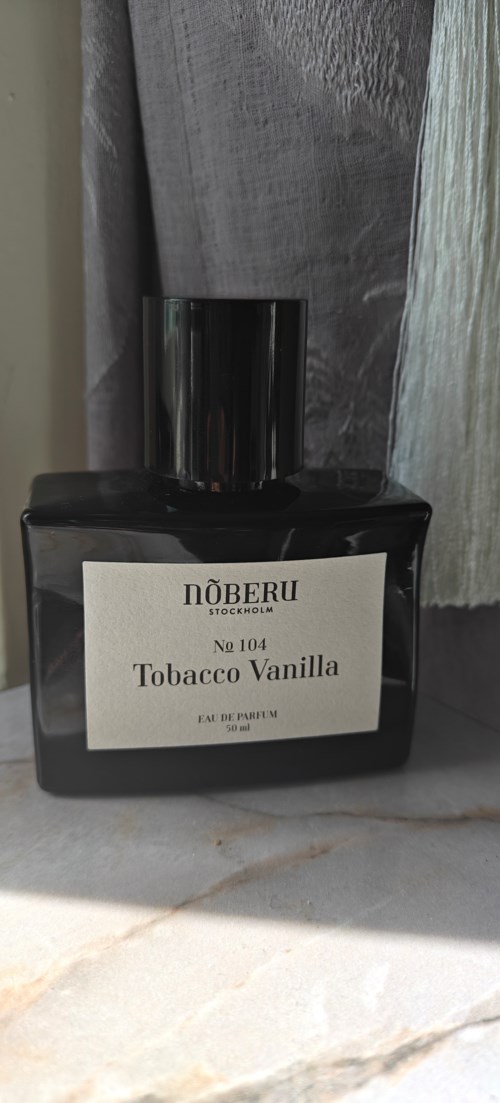 nõBERU
STOCKHOLM
No 104
Tobacco Vanilla
EAU DE PARFUM
50 ml